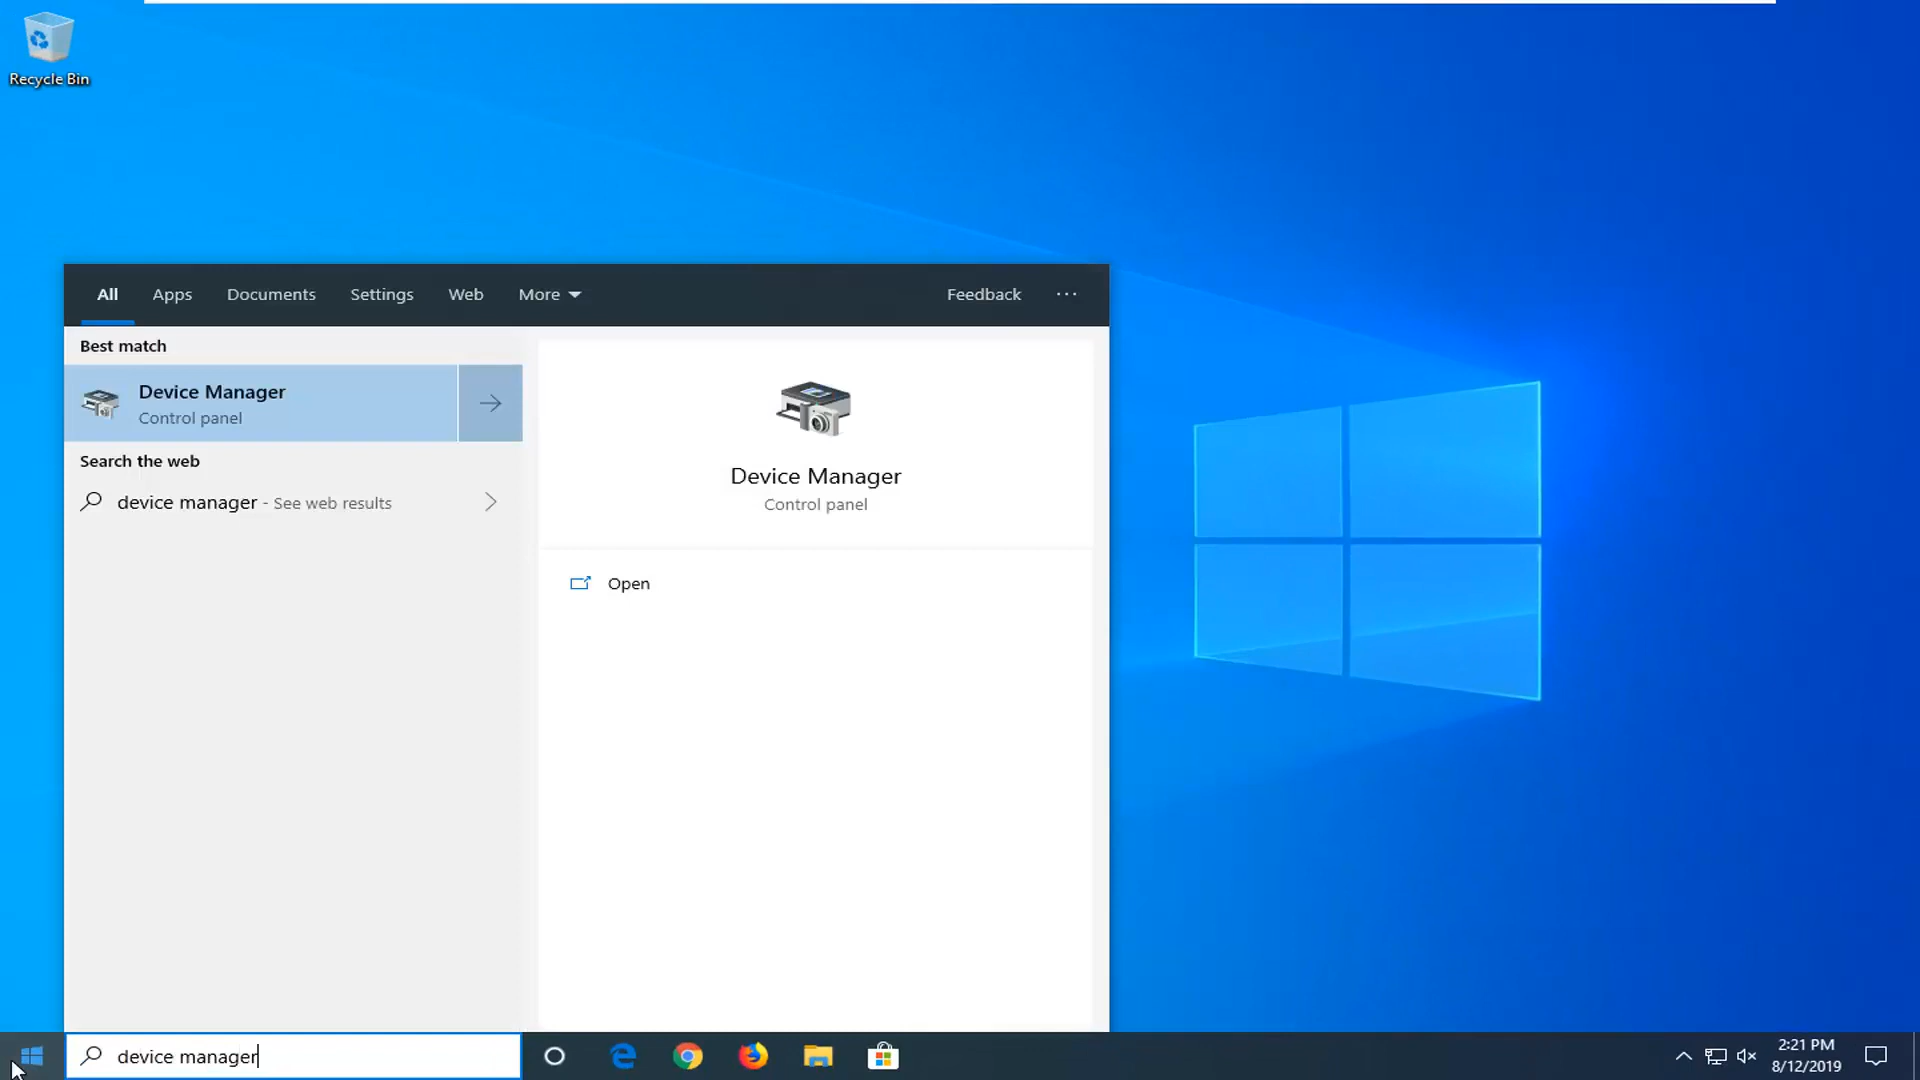 Recycle Bin
All Apps Documents Settings Web More Feedback ···
Best match
Device Manager
Control panel
Search the web
device manager - See web results
Device Manager
Control panel
Open
device manager
2:21 PM
8/12/2019